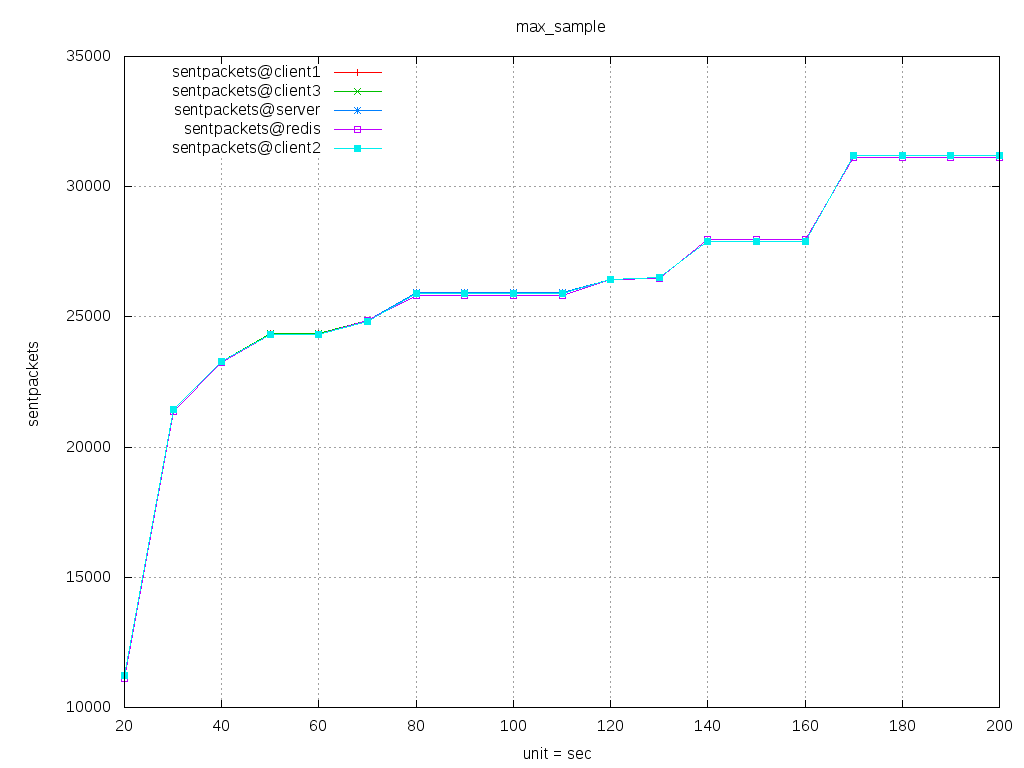 max_sample
35000
30000
25000
20000
15000
10000
sentpackets
sentpackets@client1
sentpackets@client3
sentpackets@server
sentpackets@redis
sentpackets@client2
20 40 60 80 100 120 140 160 180 200
unit = sec